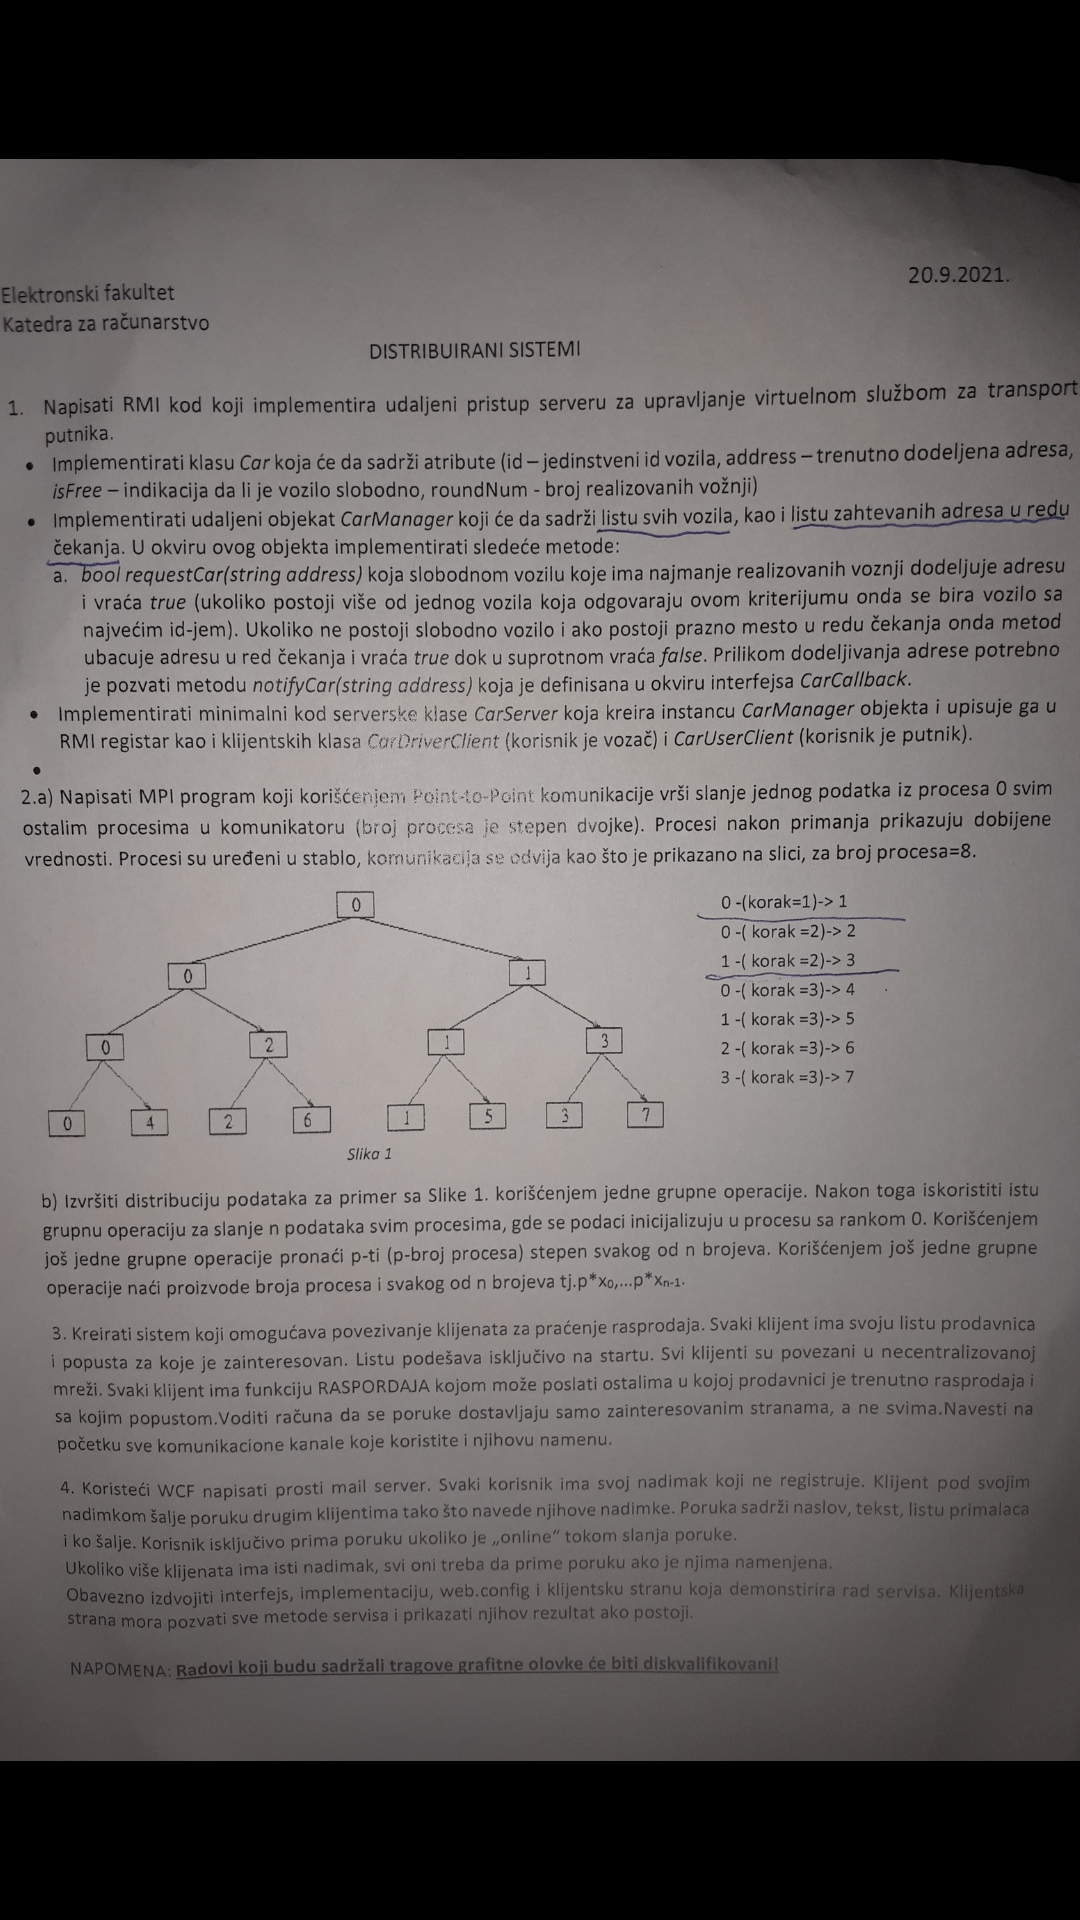 20.9.2021.
Elektronski fakultet
Katedra za računarstvo
DISTRIBUIRANI SISTEMI
1. Napisati RMI kod koji implementira udaljeni pristup serveru za upravljanje virtuelnom službom za transport
putnika.
• Implementirati klasu Car koja će da sadrži atribute (id – jedinstveni id vozila, address – trenutno dodeljena adresa,
isFree – indikacija da li je vozilo slobodno, roundNum - broj realizovanih vožnji)
• Implementirati udaljeni objekat CarManager koji će da sadrži listu svih vozila, kao i listu zahtevanih adresa u redu
čekanja. U okviru ovog objekta implementirati sledeće metode:
a. bool requestCar(string address) koja slobodnom vozilu koje ima najmanje realizovanih voznji dodeljuje adresu
i vraća true (ukoliko postoji više od jednog vozila koja odgovaraju ovom kriterijumu onda se bira vozilo sa
najvećim id-jem). Ukoliko ne postoji slobodno vozilo i ako postoji prazno mesto u redu čekanja onda metod
ubacuje adresu u red čekanja i vraća true dok u suprotnom vraća false. Prilikom dodeljivanja adrese potrebno
je pozvati metodu notifyCar(string address) koja je definisana u okviru interfejsa CarCallback.
• Implementirati minimalni kod serverske klase CarServer koja kreira instancu CarManager objekta i upisuje ga u
RMI registar kao i klijentskih klasa CarDriverClient (korisnik je vozač) i CarUserClient (korisnik je putnik).
•
2.a) Napisati MPI program koji korišćenjem Point-to-Point komunikacije vrši slanje jednog podatka iz procesa 0 svim
ostalim procesima u komunikatoru (broj procesa je stepen dvojke). Procesi nakon primanja prikazuju dobijene
vrednosti. Procesi su uređeni u stablo, komunikacija se odvija kao što je prikazano na slici, za broj procesa=8.
0
0 1
0 2 1 3
0 4 2 6 1 5 3 7
Slika 1
0 -(korak=1)-> 1
0 -( korak =2)-> 2
1 -( korak =2)-> 3
0 -( korak =3)-> 4
1 -( korak =3)-> 5
2 -( korak =3)-> 6
3 -( korak =3)-> 7
b) Izvršiti distribuciju podataka za primer sa Slike 1. korišćenjem jedne grupne operacije. Nakon toga iskoristiti istu
grupnu operaciju za slanje n podataka svim procesima, gde se podaci inicijalizuju u procesu sa rankom 0. Korišćenjem
još jedne grupne operacije pronaći p-ti (p-broj procesa) stepen svakog od n brojeva. Korišćenjem još jedne grupne
operacije naći proizvode broja procesa i svakog od n brojeva tj.p*x0,...p*xn-1.
3. Kreirati sistem koji omogućava povezivanje klijenata za praćenje rasprodaja. Svaki klijent ima svoju listu prodavnica
i popusta za koje je zainteresovan. Listu podešava isključivo na startu. Svi klijenti su povezani u necentralizovanoj
mreži. Svaki klijent ima funkciju RASPORDAJA kojom može poslati ostalima u kojoj prodavnici je trenutno rasprodaja i
sa kojim popustom.Voditi računa da se poruke dostavljaju samo zainteresovanim stranama, a ne svima.Navesti na
početku sve komunikacione kanale koje koristite i njihovu namenu.
4. Koristeći WCF napisati prosti mail server. Svaki korisnik ima svoj nadimak koji ne registruje. Klijent pod svojim
nadimkom šalje poruku drugim klijentima tako što navede njihove nadimke. Poruka sadrži naslov, tekst, listu primalaca
i ko šalje. Korisnik isključivo prima poruku ukoliko je „online“ tokom slanja poruke.
Ukoliko više klijenata ima isti nadimak, svi oni treba da prime poruku ako je njima namenjena.
Obavezno izdvojiti interfejs, implementaciju, web.config i klijentsku stranu koja demonstirira rad servisa. Klijentska
strana mora pozvati sve metode servisa i prikazati njihov rezultat ako postoji.
NAPOMENA: Radovi koji budu sadržali tragove grafitne olovke će biti diskvalifikovani!